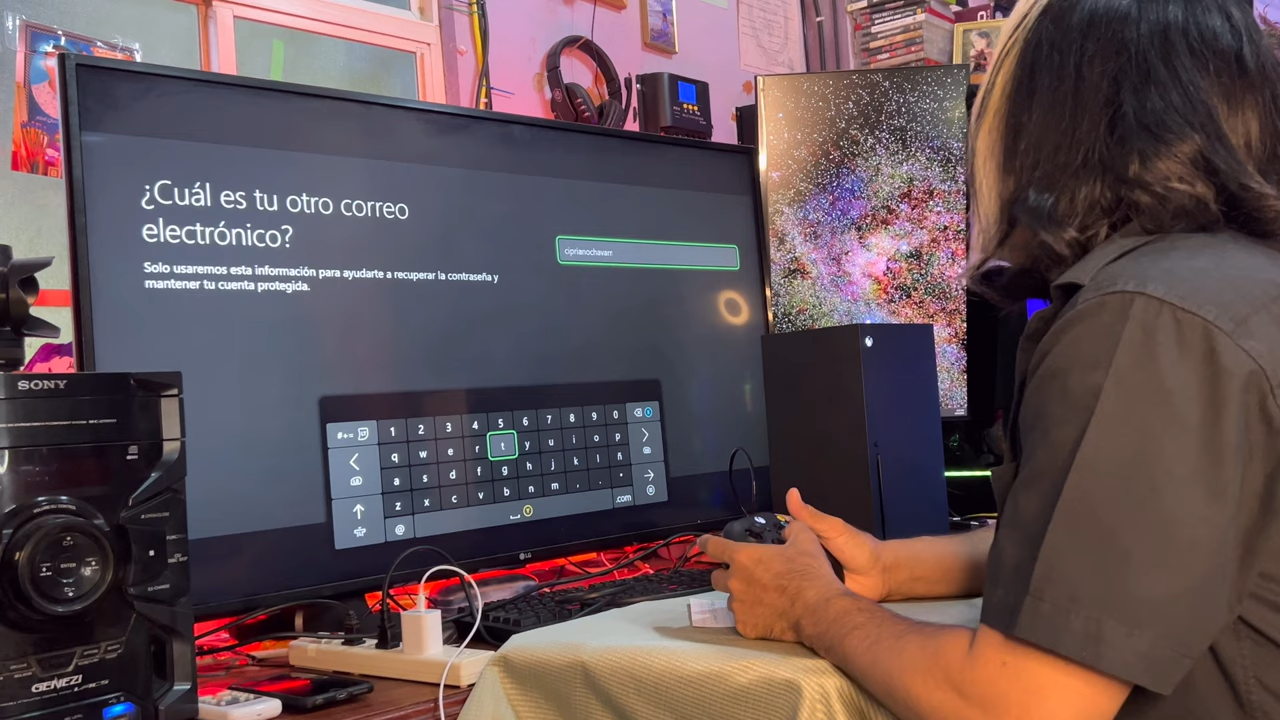 ¿Cuál es tu otro correo
electrónico?
Solo usaremos esta información para ayudarte a recuperar la contraseña y
mantener tu cuenta protegida.
ciprianochavarr
1 2 3 4 5 6 7 8 9 0
q w e r t y u i o p
a s d f g h j k l ñ
z x c v b n m , . -
@ .com
LG
SONY
ENTER
GENEZI